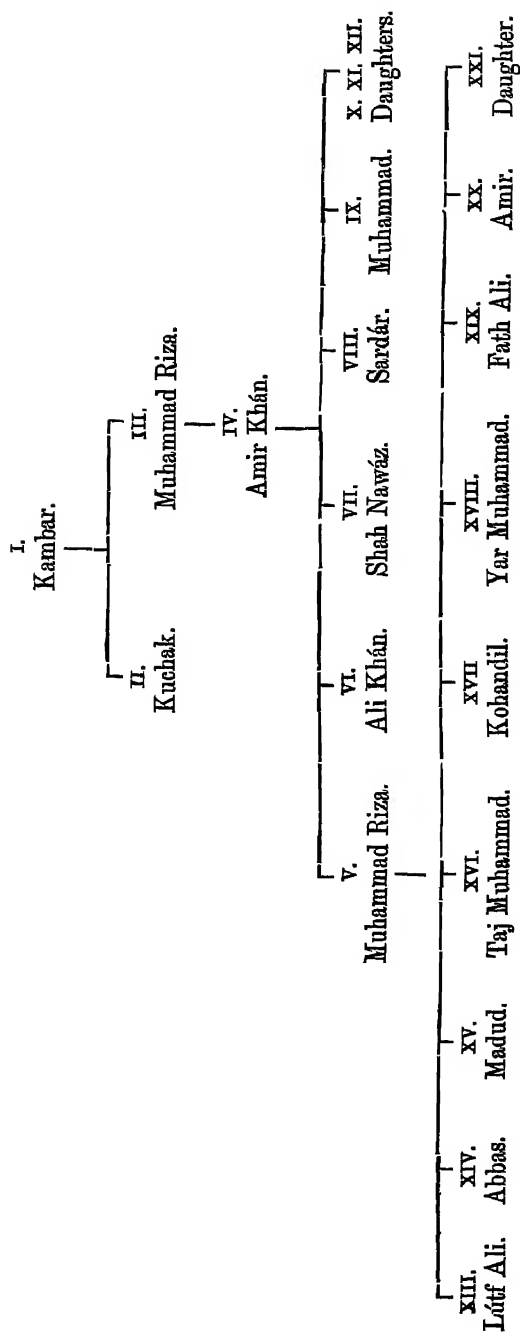 I.
Kambar.
II. III.
Kuchak. Muhammad Riza.
IV.
Amir Khán.
V. VI. VII. VIII. IX. X. XI. XII.
Muhammad Riza. Ali Khán. Shah Nawáz. Sardár. Muhammad. Daughters.
XIII. XIV. XV. XVI. XVII XVIII. XIX. XX. XXI.
Lútf Ali. Abbas. Madud. Taj Muhammad. Kohandil. Yar Muhammad. Fath Ali. Amir. Daughter.